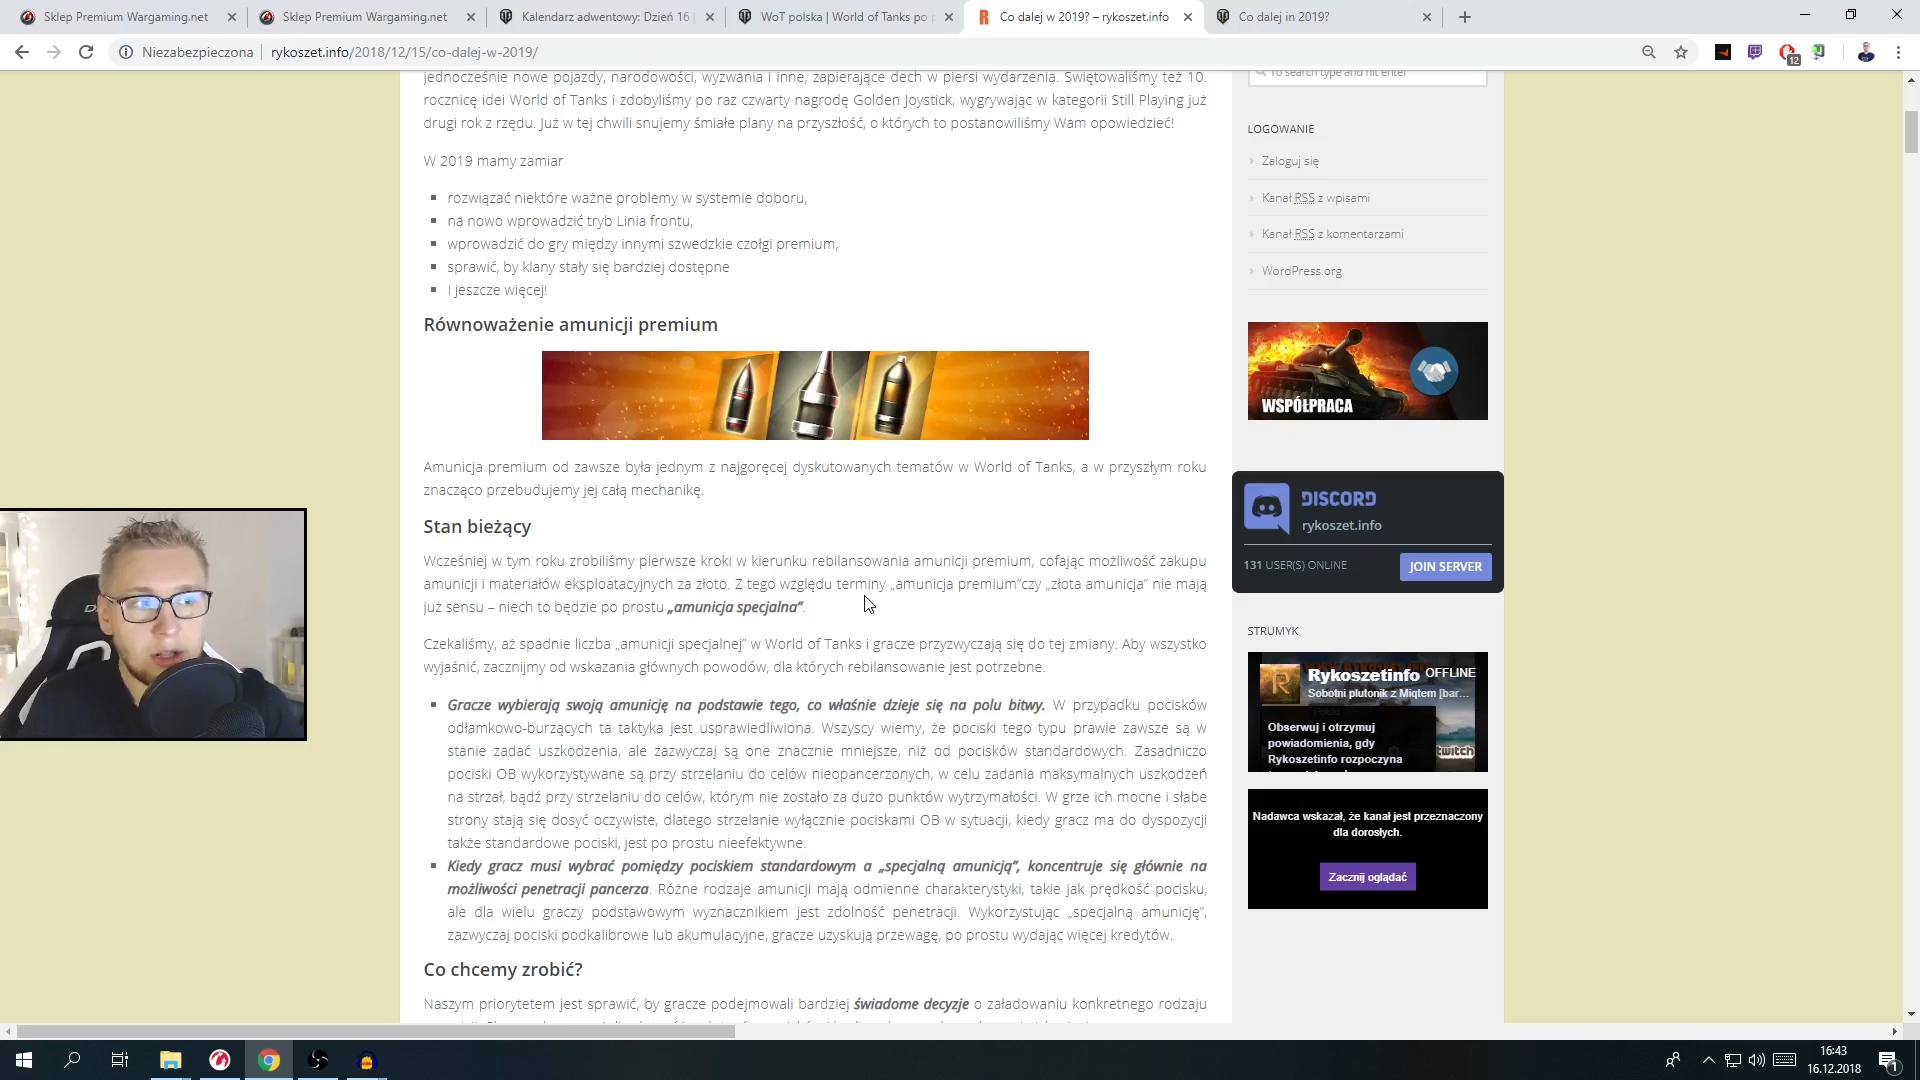 Sklep Premium Wargaming.net
Sklep Premium Wargaming.net
Kalendarz adwentowy: Dzień 16 |
WoT polska | World of Tanks po p
Co dalej w 2019? – rykoszet.info
Co dalej in 2019?
Niezabezpieczona
rykoszet.info/2018/12/15/co-dalej-w-2019/
12
jednocześnie nowe pojazdy, narodowości, wyzwania i inne, zapierające dech w piersi wydarzenia. Świętowaliśmy też 10.
rocznicę idei World of Tanks i zdobyliśmy po raz czwarty nagrodę Golden Joystick, wygrywając w kategorii Still Playing już
drugi rok z rzędu. Już w tej chwili snujemy śmiałe plany na przyszłość, o których to postanowiliśmy Wam opowiedzieć!
W 2019 mamy zamiar
rozwiązać niektóre ważne problemy w systemie doboru,
na nowo wprowadzić tryb Linia frontu,
wprowadzić do gry między innymi szwedzkie czołgi premium,
sprawić, by klany stały się bardziej dostępne
I jeszcze więcej!
Równoważenie amunicji premium
Amunicja premium od zawsze była jednym z najgoręcej dyskutowanych tematów w World of Tanks, a w przyszłym roku
znacząco przebudujemy jej całą mechanikę.
Stan bieżący
Wcześniej w tym roku zrobiliśmy pierwsze kroki w kierunku rebilansowania amunicji premium, cofając możliwość zakupu
amunicji i materiałów eksploatacyjnych za złoto. Z tego względu terminy „amunicja premium”czy „złota amunicja” nie mają
już sensu – niech to będzie po prostu „amunicja specjalna”.
Czekaliśmy, aż spadnie liczba „amunicji specjalnej” w World of Tanks i gracze przyzwyczają się do tej zmiany. Aby wszystko
wyjaśnić, zacznijmy od wskazania głównych powodów, dla których rebilansowanie jest potrzebne.
Gracze wybierają swoją amunicję na podstawie tego, co właśnie dzieje się na polu bitwy. W przypadku pocisków
odłamkowo-burzących ta taktyka jest usprawiedliwiona. Wszyscy wiemy, że pociski tego typu prawie zawsze są w
stanie zadać uszkodzenia, ale zazwyczaj są one znacznie mniejsze, niż od pocisków standardowych. Zasadniczo
pociski OB wykorzystywane są przy strzelaniu do celów nieopancerzonych, w celu zadania maksymalnych uszkodzeń
na strzał, bądź przy strzelaniu do celów, którym nie zostało za dużo punktów wytrzymałości. W grze ich mocne i słabe
strony stają się dosyć oczywiste, dlatego strzelanie wyłącznie pociskami OB w sytuacji, kiedy gracz ma do dyspozycji
także standardowe pociski, jest po prostu nieefektywne.
Kiedy gracz musi wybrać pomiędzy pociskiem standardowym a „specjalną amunicją”, koncentruje się głównie na
możliwości penetracji pancerza. Różne rodzaje amunicji mają odmienne charakterystyki, takie jak prędkość pocisku,
ale dla wielu graczy podstawowym wyznacznikiem jest zdolność penetracji. Wykorzystując „specjalną amunicję”,
zazwyczaj pociski podkalibrowe lub akumulacyjne, gracze uzyskują przewagę, po prostu wydając więcej kredytów.
Co chcemy zrobić?
Naszym priorytetem jest sprawić, by gracze podejmowali bardziej świadome decyzje o załadowaniu konkretnego rodzaju
To search type and hit enter
LOGOWANIE
Zaloguj się
Kanał RSS z wpisami
Kanał RSS z komentarzami
WordPress.org
WSPÓŁPRACA
DISCORD
rykoszet.info
131 USER(S) ONLINE
JOIN SERVER
STRUMYK
Rykoszetinfo OFFLINE
Sobotni plutonik z Miqtem [bar...
Obserwuj i otrzymuj
powiadomienia, gdy
Rykoszetinfo rozpoczyna
twitch
Nadawca wskazał, że kanał jest przeznaczony
dla dorosłych.
Zacznij oglądać
16:43
16.12.2018
1